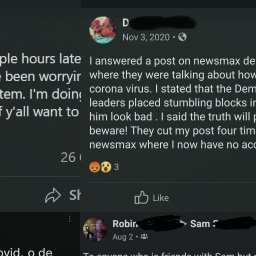 ple hours late
been worryin
tem. I'm doing
f y'all want to
26
Sh
ovid, o de
D
Nov 3, 2020 ·
I answered a post on newsmax de
where they were talking about how
corona virus. I stated that the Dem
leaders placed stumbling blocks in
him look bad . I said the truth will p
beware! They cut my post four tim
newsmax where I now have no acc
3
Like
Robin Sam
Aug 2 ·
To anyone who is friends with Sam but